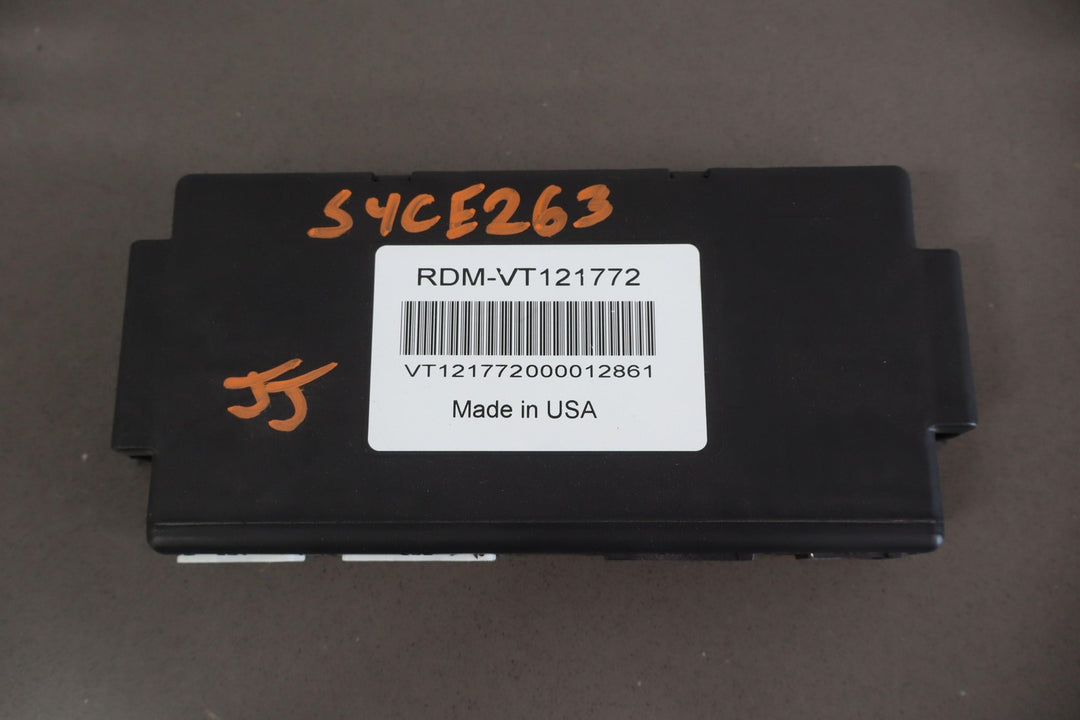 S4CE263
RDM-VT121772
VT121772000012861
JJ
Made in USA